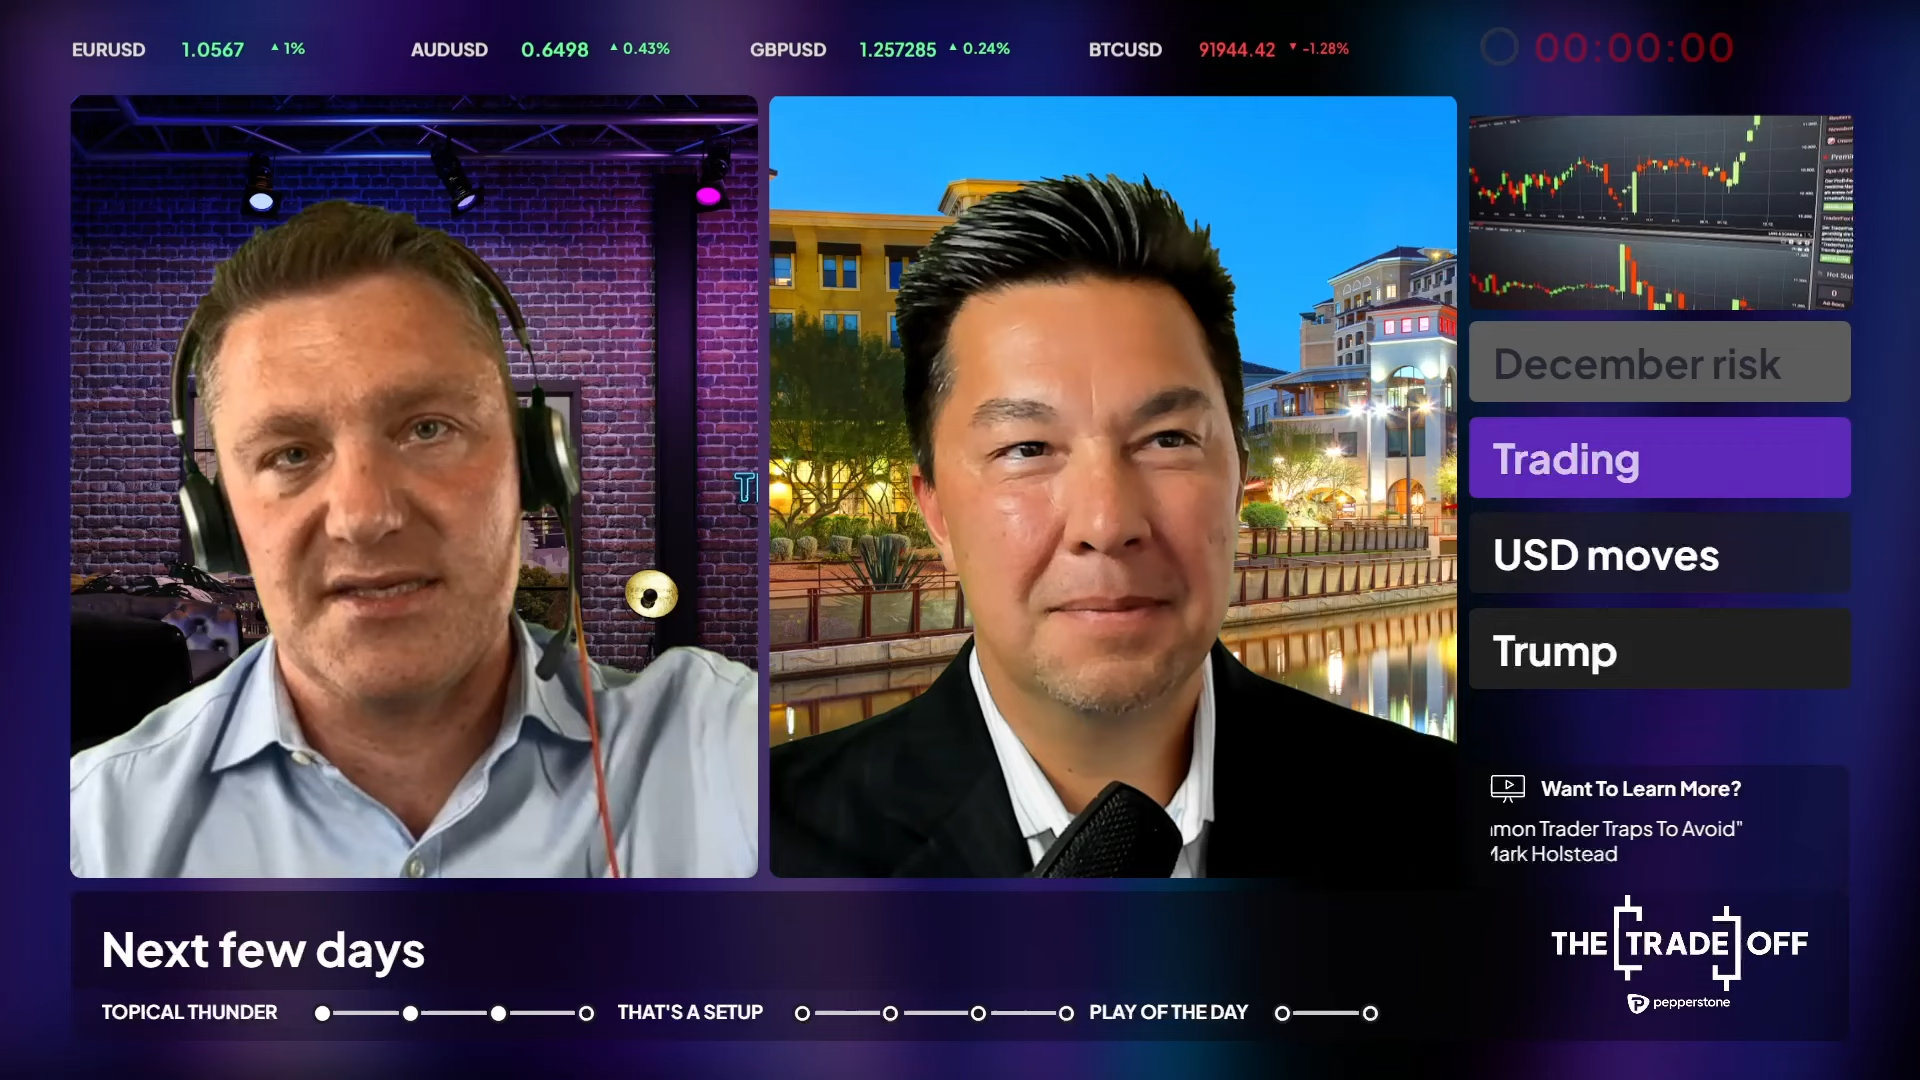 EURUSD 1.0567 ▲ 1% AUDUSD 0.6498 ▲ 0.43% GBPUSD 1.257285 ▲ 0.24% BTCUSD 91944.42 ▼ -1.28%
00:00:00
December risk
Trading
USD moves
Trump
Want To Learn More?
mon Trader Traps To Avoid"
Mark Holstead
Next few days
THE TRADE OFF
pepperstone
TOPICAL THUNDER THAT'S A SETUP PLAY OF THE DAY